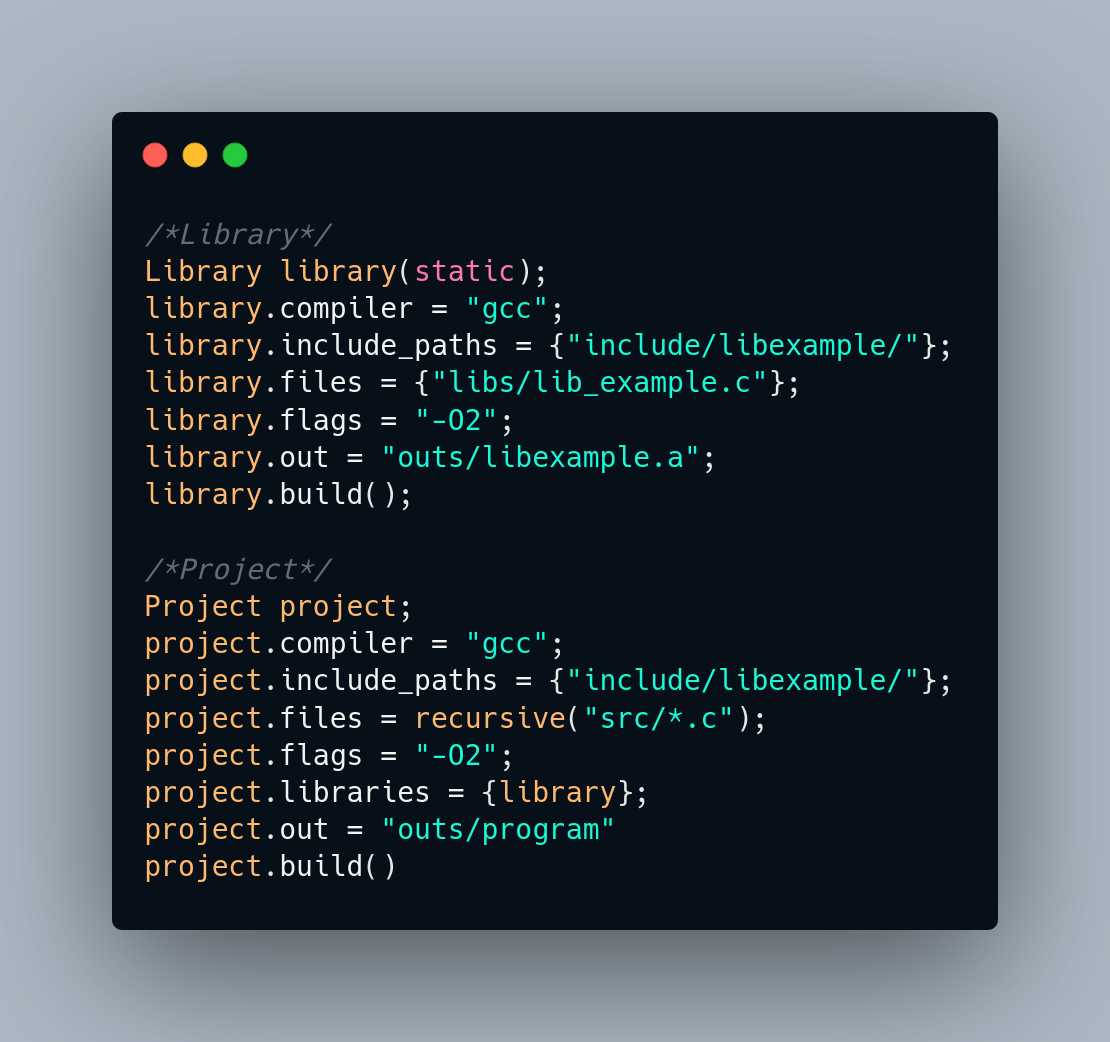 /*Library*/
Library library(static);
library.compiler = "gcc";
library.include_paths = {"include/libexample/"};
library.files = {"libs/lib_example.c"};
library.flags = "-O2";
library.out = "outs/libexample.a";
library.build();

/*Project*/
Project project;
project.compiler = "gcc";
project.include_paths = {"include/libexample/"};
project.files = recursive("src/*.c");
project.flags = "-O2";
project.libraries = {library};
project.out = "outs/program"
project.build()